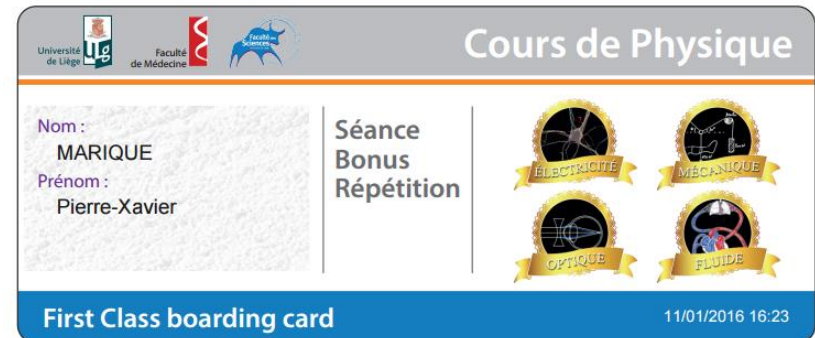 Université
de Liège
Faculté
de Médecine
Faculté des
Sciences
Cours de Physique
Nom :
MARIQUE
Prénom :
Pierre-Xavier
Séance
Bonus
Répétition
ÉLECTRICITÉ
MÉCANIQUE
OPTIQUE
FLUIDE
First Class boarding card
11/01/2016 16:23